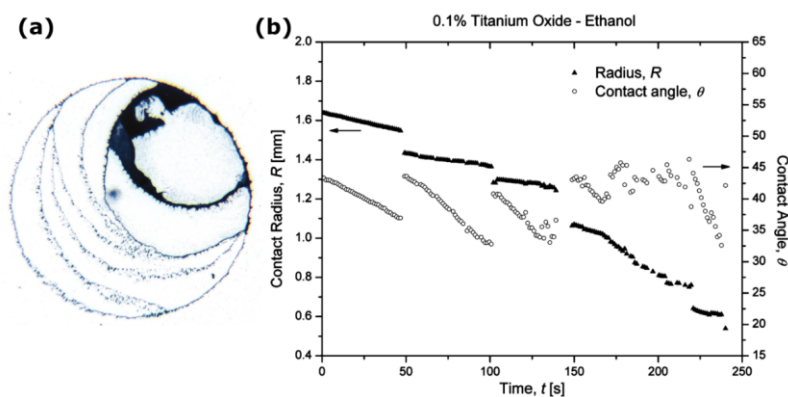 (a)
(b)
0.1% Titanium Oxide - Ethanol
Radius, R
Contact angle, θ
Contact Radius, R [mm]
2.0
1.8
1.6
1.4
1.2
1.0
0.8
0.6
0.4
65
60
55
50
45
40
35
30
25
20
15
Contact Angle, θ
0 50 100 150 200 250
Time, t [s]